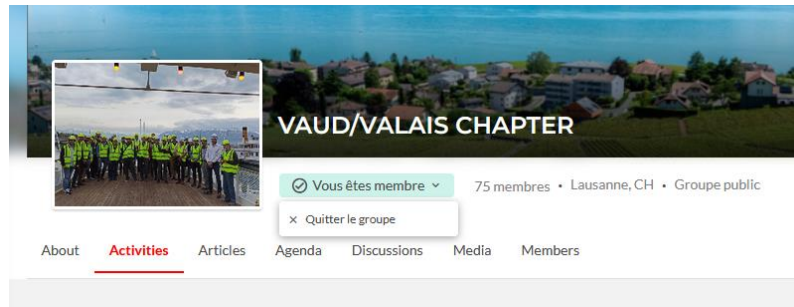 VAUD/VALAIS CHAPTER
Vous êtes membre
75 membres • Lausanne, CH • Groupe public
× Quitter le groupe
About Activities Articles Agenda Discussions Media Members